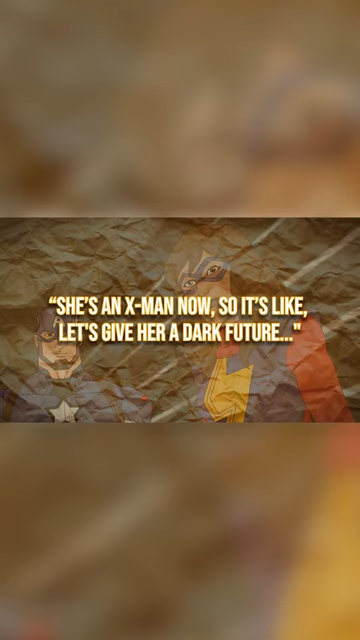 “SHE’S AN X-MAN NOW, SO IT’S LIKE,
LET'S GIVE HER A DARK FUTURE..."